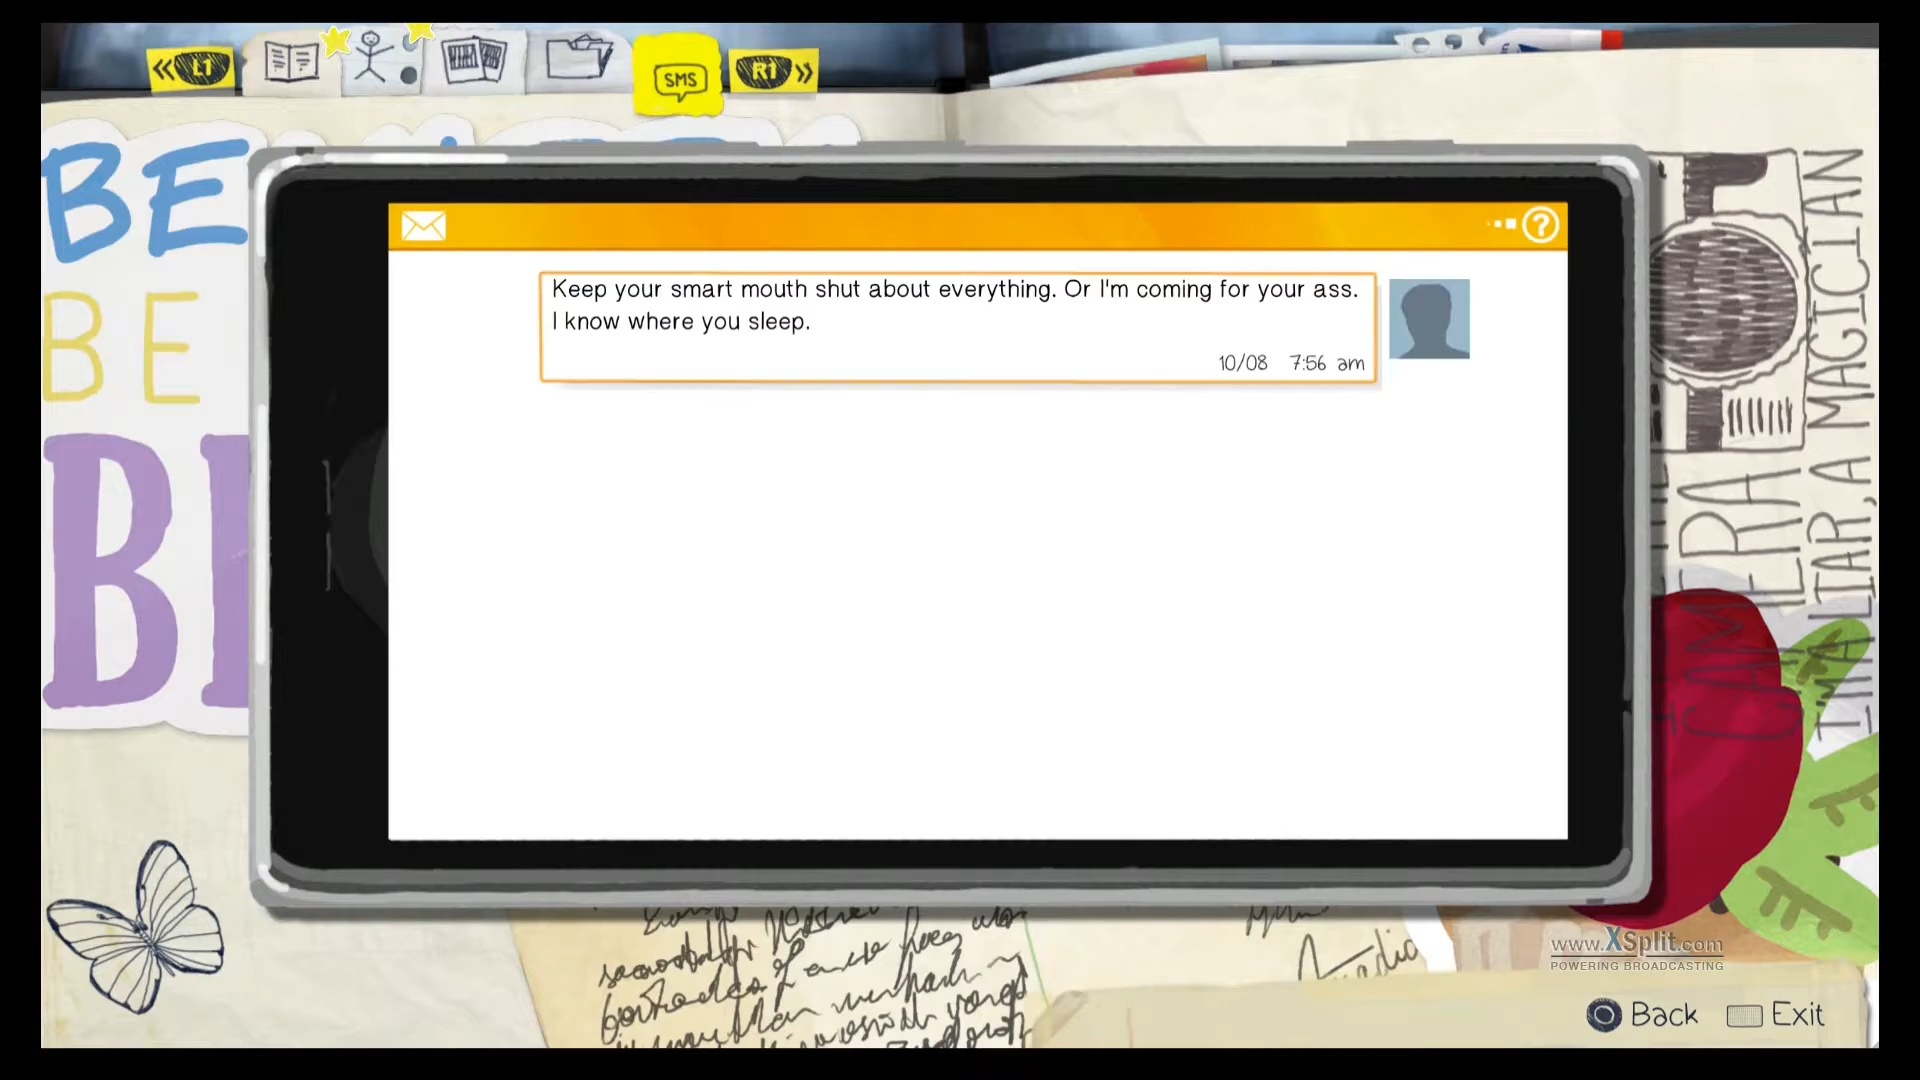 L1
SMS
R1
BE
BE
Keep your smart mouth shut about everything. Or I'm coming for your ass.
I know where you sleep.
10/08 7:56 am
?
CAMERA
A MAGICIAN
www.XSplit.com
POWERING BROADCASTING
Back
Exit